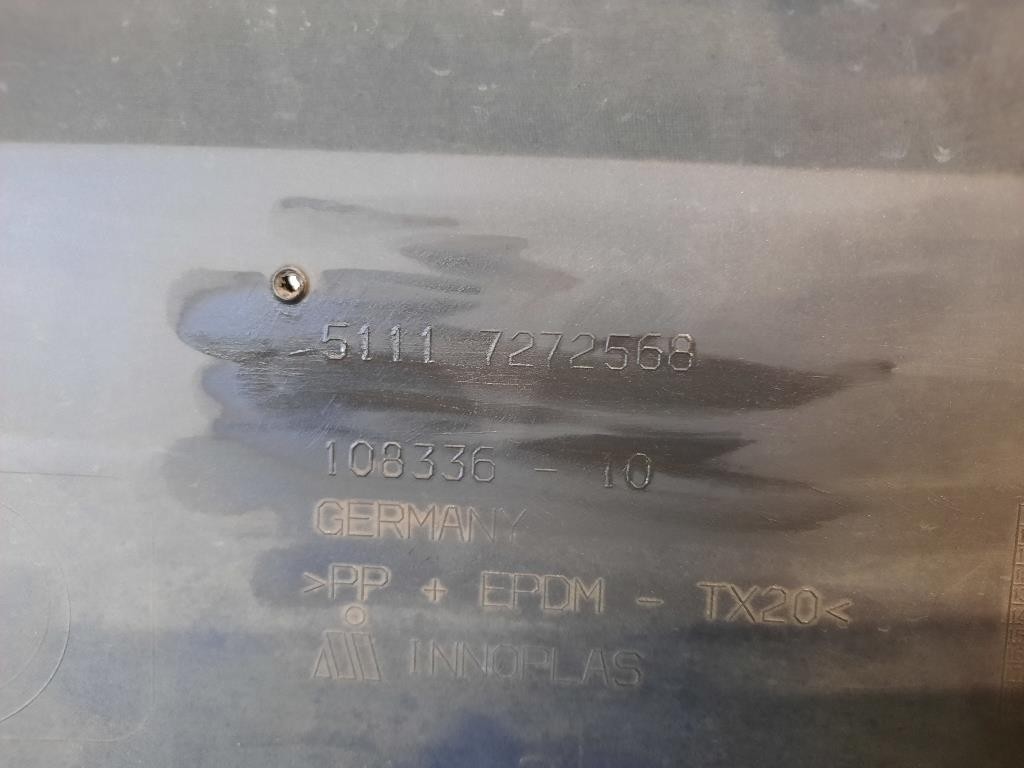 5111 7272568
108336 - 10
GERMANY
>PP + EPDM - TX20<
INNOPLAS